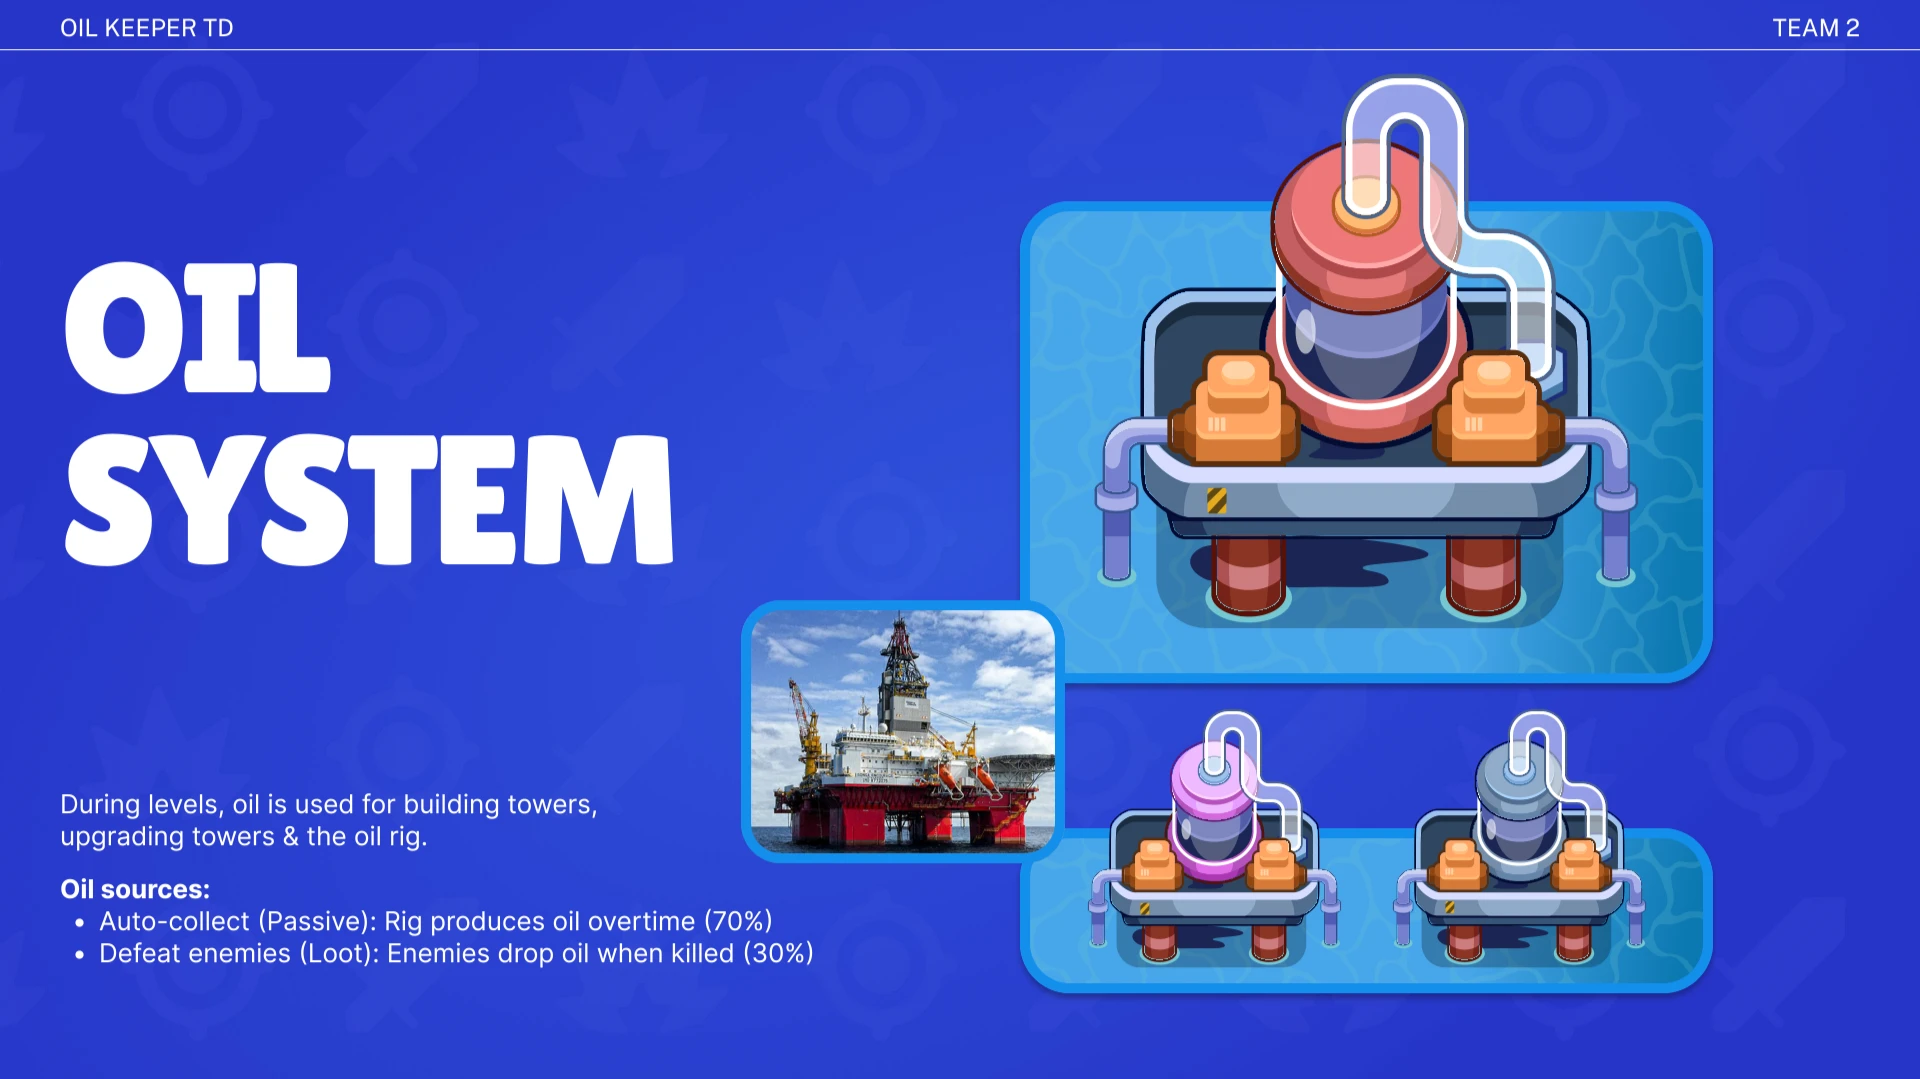 OIL KEEPER TD
TEAM 2
OIL
SYSTEM
During levels, oil is used for building towers,
upgrading towers & the oil rig.
Oil sources:
• Auto-collect (Passive): Rig produces oil overtime (70%)
• Defeat enemies (Loot): Enemies drop oil when killed (30%)